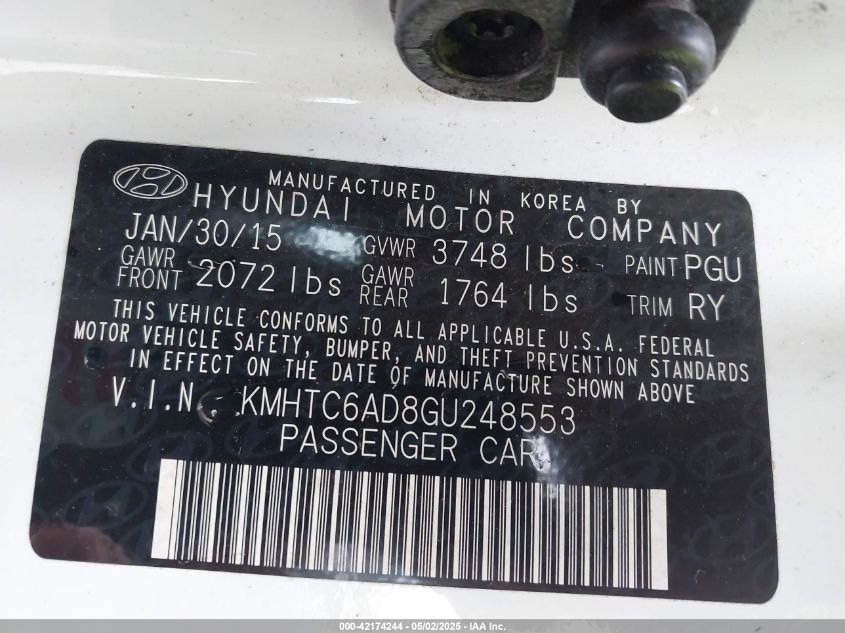 MANUFACTURED IN KOREA BY
HYUNDAI MOTOR COMPANY
JAN/30/15 GVWR 3748 lbs PAINT PGU
GAWR FRONT 2072 lbs GAWR REAR 1764 lbs TRIM RY
THIS VEHICLE CONFORMS TO ALL APPLICABLE U.S.A. FEDERAL
MOTOR VEHICLE SAFETY, BUMPER, AND THEFT PREVENTION STANDARDS
IN EFFECT ON THE DATE OF MANUFACTURE SHOWN ABOVE
V.I.N. KMHTC6AD8GU248553
PASSENGER CAR
000-42174244 - 05/02/2025 - IAA Inc.